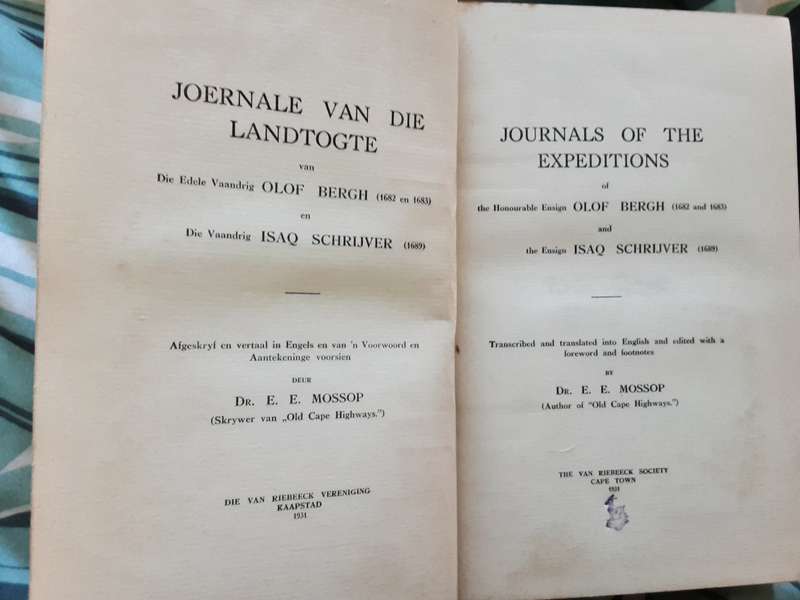 JOERNALE VAN DIE
LANDTOGTE
van
Die Edele Vaandrig OLOF BERGH (1682 en 1683)
en
Die Vaandrig ISAQ SCHRIJVER (1689)
Afgeskryf en vertaal in Engels en van 'n Voorwoord en
Aantekeninge voorsien
DEUR
DR. E. E. MOSSOP
(Skrywer van „Old Cape Highways.”)
DIE VAN RIEBEECK VERENIGING
KAAPSTAD
1931
JOURNALS OF THE
EXPEDITIONS
of
the Honourable Ensign OLOF BERGH (1682 and 1683)
and
the Ensign ISAQ SCHRIJVER (1689)
Transcribed and translated into English and edited with a
foreword and footnotes
BY
DR. E. E. MOSSOP
(Author of “Old Cape Highways.”)
THE VAN RIEBEECK SOCIETY
CAPE TOWN
1931